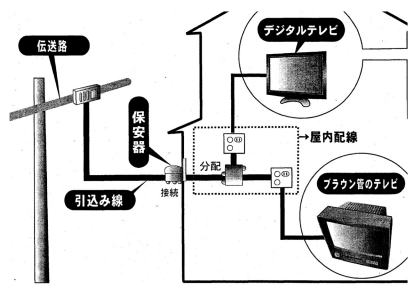 伝送路
デジタルテレビ
保安器
屋内配線
分配
引込み線
接続
ブラウン管のテレビ